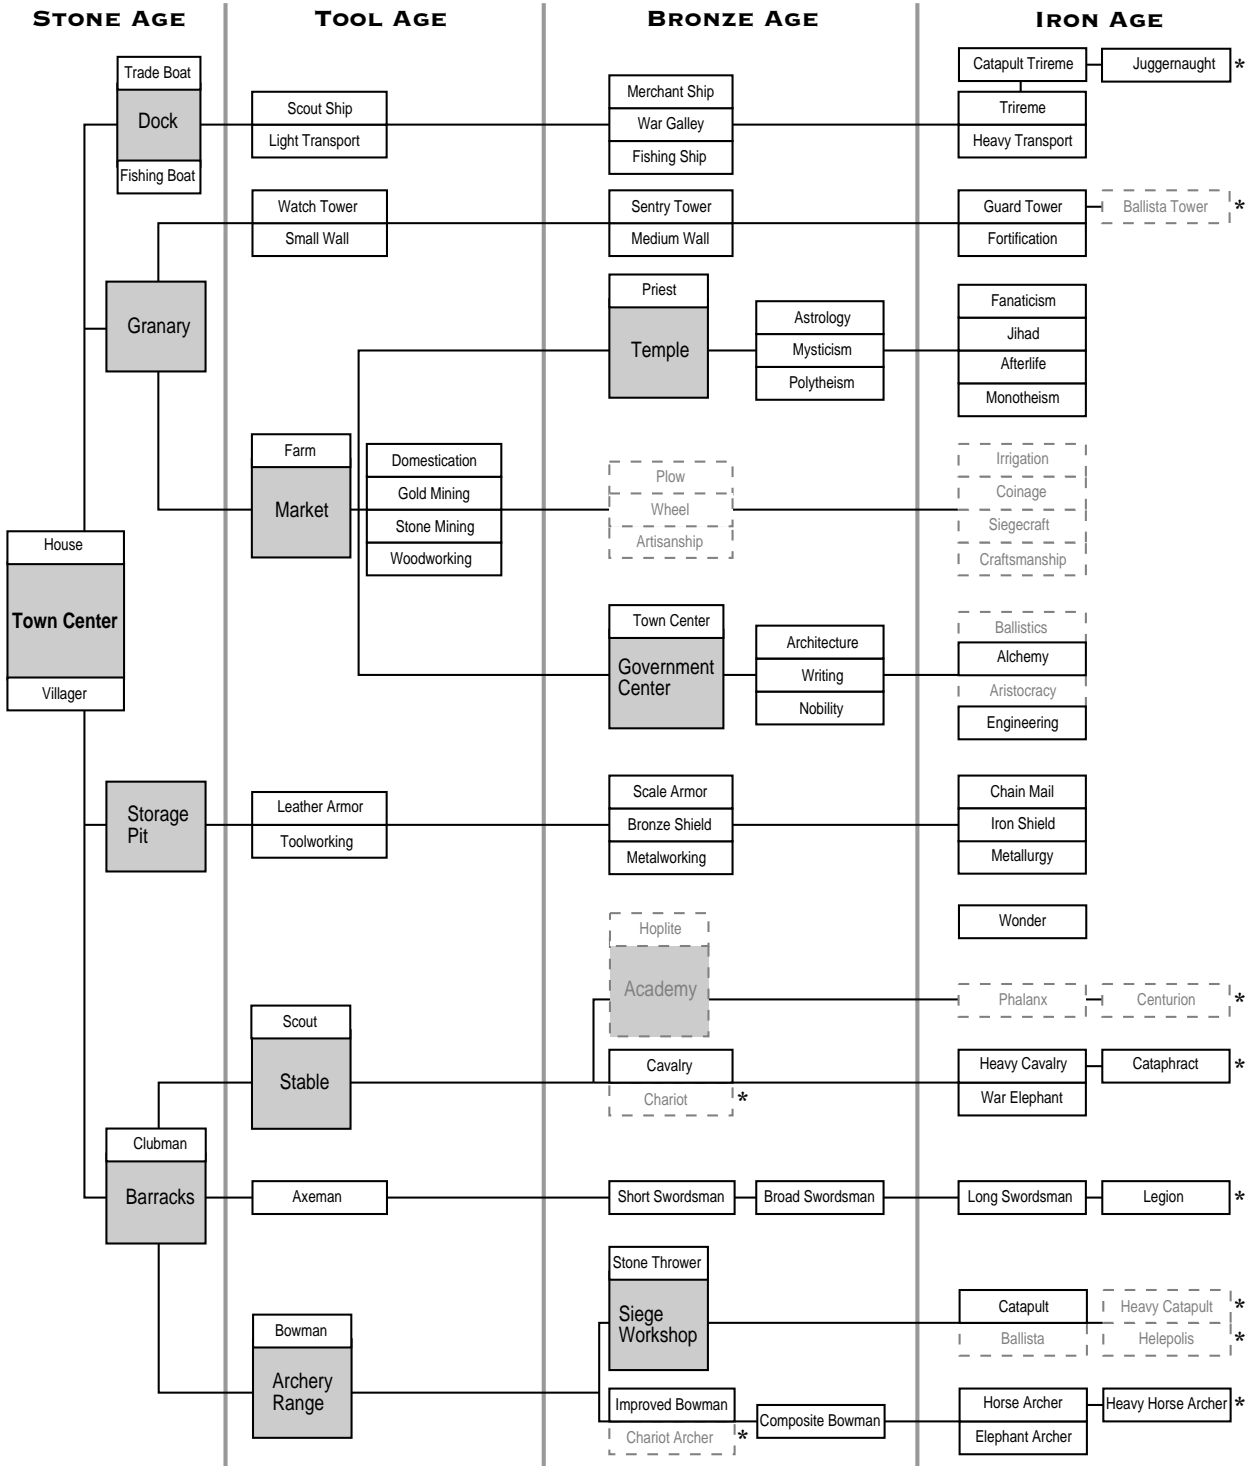 STONE AGE
TOOL AGE
BRONZE AGE
IRON AGE
Trade Boat
Dock
Fishing Boat
Scout Ship
Light Transport
Merchant Ship
War Galley
Fishing Ship
Catapult Trireme
Juggernaught *
Trireme
Heavy Transport
Granary
Watch Tower
Small Wall
Sentry Tower
Medium Wall
Guard Tower
Ballista Tower *
Fortification
Priest
Temple
Astrology
Mysticism
Polytheism
Fanaticism
Jihad
Afterlife
Monotheism
Farm
Market
Domestication
Gold Mining
Stone Mining
Woodworking
Plow
Wheel
Artisanship
Irrigation
Coinage
Siegecraft
Craftsmanship
House
Town Center
Villager
Town Center
Government
Center
Architecture
Writing
Nobility
Ballistics
Alchemy
Aristocracy
Engineering
Storage
Pit
Leather Armor
Toolworking
Scale Armor
Bronze Shield
Metalworking
Chain Mail
Iron Shield
Metallurgy
Wonder
Hoplite
Academy
Phalanx
Centurion *
Scout
Stable
Cavalry
Chariot *
Heavy Cavalry
Cataphract *
War Elephant
Clubman
Barracks
Axeman
Short Swordsman
Broad Swordsman
Long Swordsman
Legion *
Stone Thrower
Siege
Workshop
Catapult
Heavy Catapult *
Ballista
Helepolis *
Bowman
Archery
Range
Improved Bowman
Chariot Archer *
Composite Bowman
Horse Archer
Heavy Horse Archer *
Elephant Archer